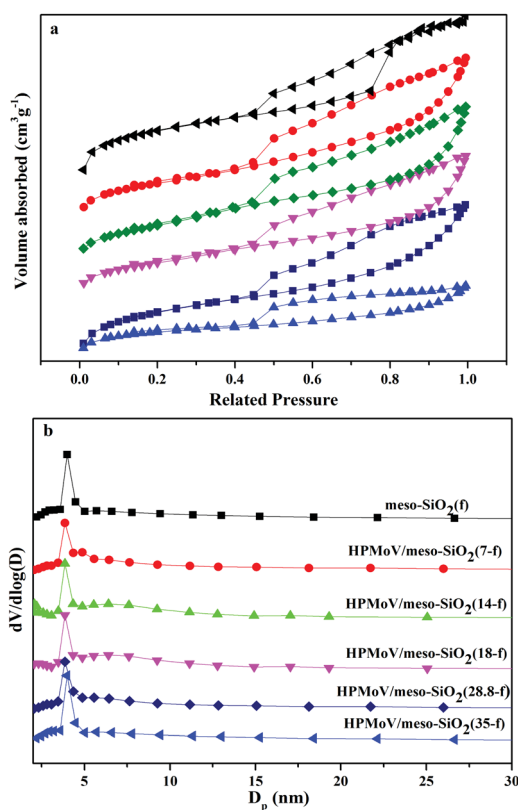 a
Volume absorbed (cm³g⁻¹)
0.0 0.2 0.4 0.6 0.8 1.0
Related Pressure
b
dV/dlog(D)
meso-SiO₂(f)
HPMoV/meso-SiO₂(7-f)
HPMoV/meso-SiO₂(14-f)
HPMoV/meso-SiO₂(18-f)
HPMoV/meso-SiO₂(28.8-f)
HPMoV/meso-SiO₂(35-f)
5 10 15 20 25 30
Dₚ (nm)